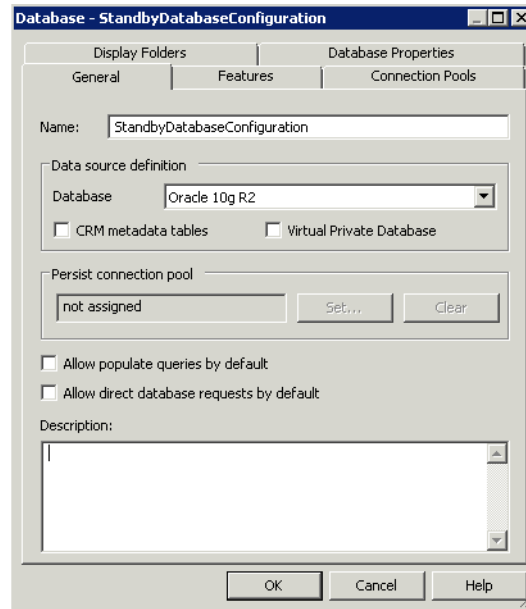 Database - StandbyDatabaseConfiguration
Display Folders Database Properties
General Features Connection Pools
Name: StandbyDatabaseConfiguration
Data source definition
Database Oracle 10g R2
CRM metadata tables Virtual Private Database
Persist connection pool
not assigned Set... Clear
Allow populate queries by default
Allow direct database requests by default
Description:
OK Cancel Help